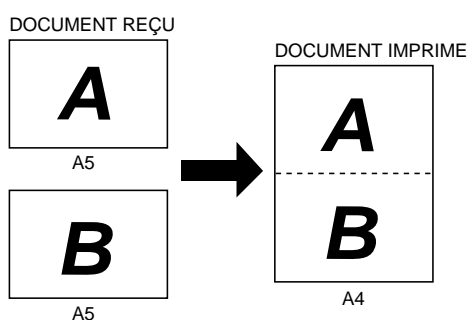 DOCUMENT REÇU
A
A5
B
A5
DOCUMENT IMPRIME
A
B
A4